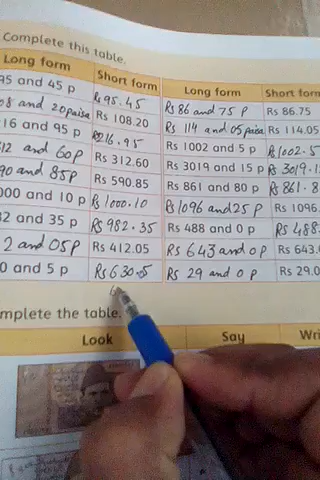 Complete this table.
Long form Short form Long form Short form
95 and 45 p Rs 95.45 Rs 86 and 75 P Rs 86.75
08 and 20 paisa Rs 108.20 Rs 114 and 05 paisa Rs 114.05
16 and 95 p Rs 216.95 Rs 1002 and 5 p Rs 1002.5
312 and 60 P Rs 312.60 Rs 3019 and 15 p Rs 3019.1
90 and 85 P Rs 590.85 Rs 861 and 80 p Rs 861.8
000 and 10 p Rs 1000.10 Rs 1096 and 25 P Rs 1096.
82 and 35 p Rs 982.35 Rs 488 and 0 p Rs 488.
2 and 05 P Rs 412.05 Rs 643 and 0 P Rs 643.
0 and 5 p Rs 630.05 Rs 29 and 0 P Rs 29.0
mplete the table.
Look Say Wri